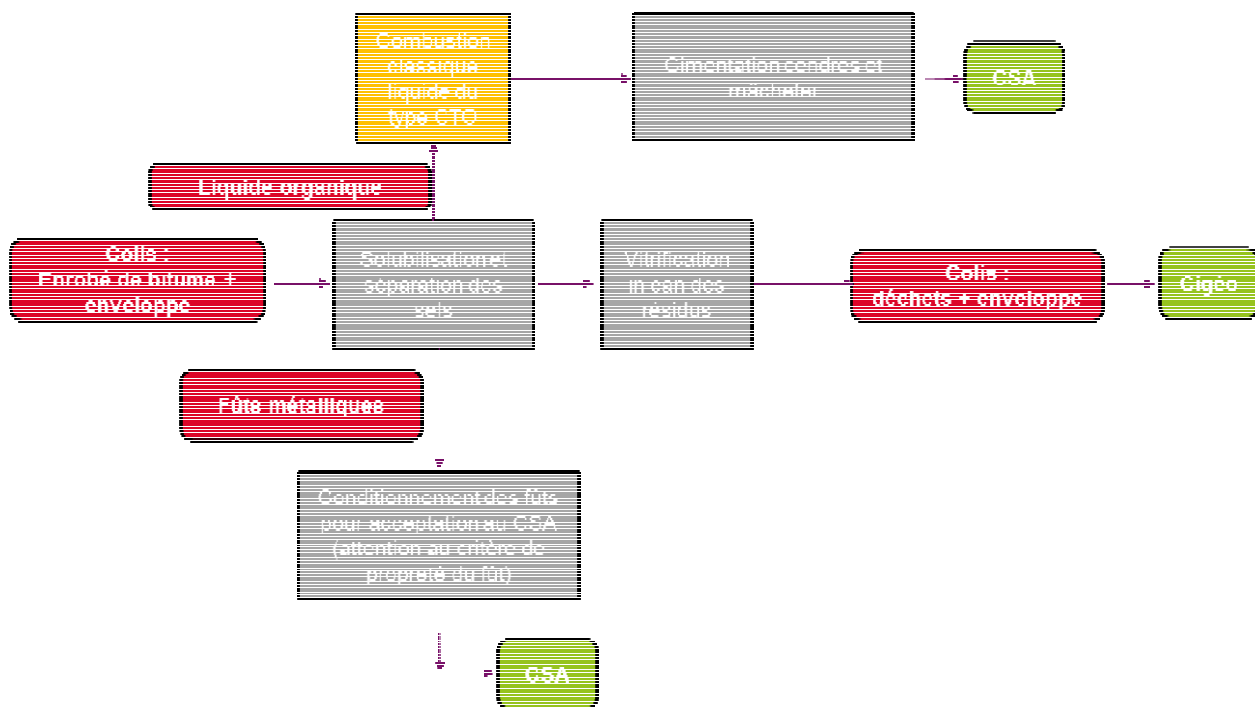 Combustion
classique
liquide du
type CTO
Cimentation cendres et
mâchefer
CSA
Liquide organique
Colis :
Enrobé de bitume +
enveloppe
Solubilisation et
séparation des
sels
Vitrification
in can des
résidus
Colis :
déchets + enveloppe
Cigéo
Fûts métalliques
Conditionnement des fûts
pour acceptation au CSA
(attention au critère de
propreté du fût)
CSA